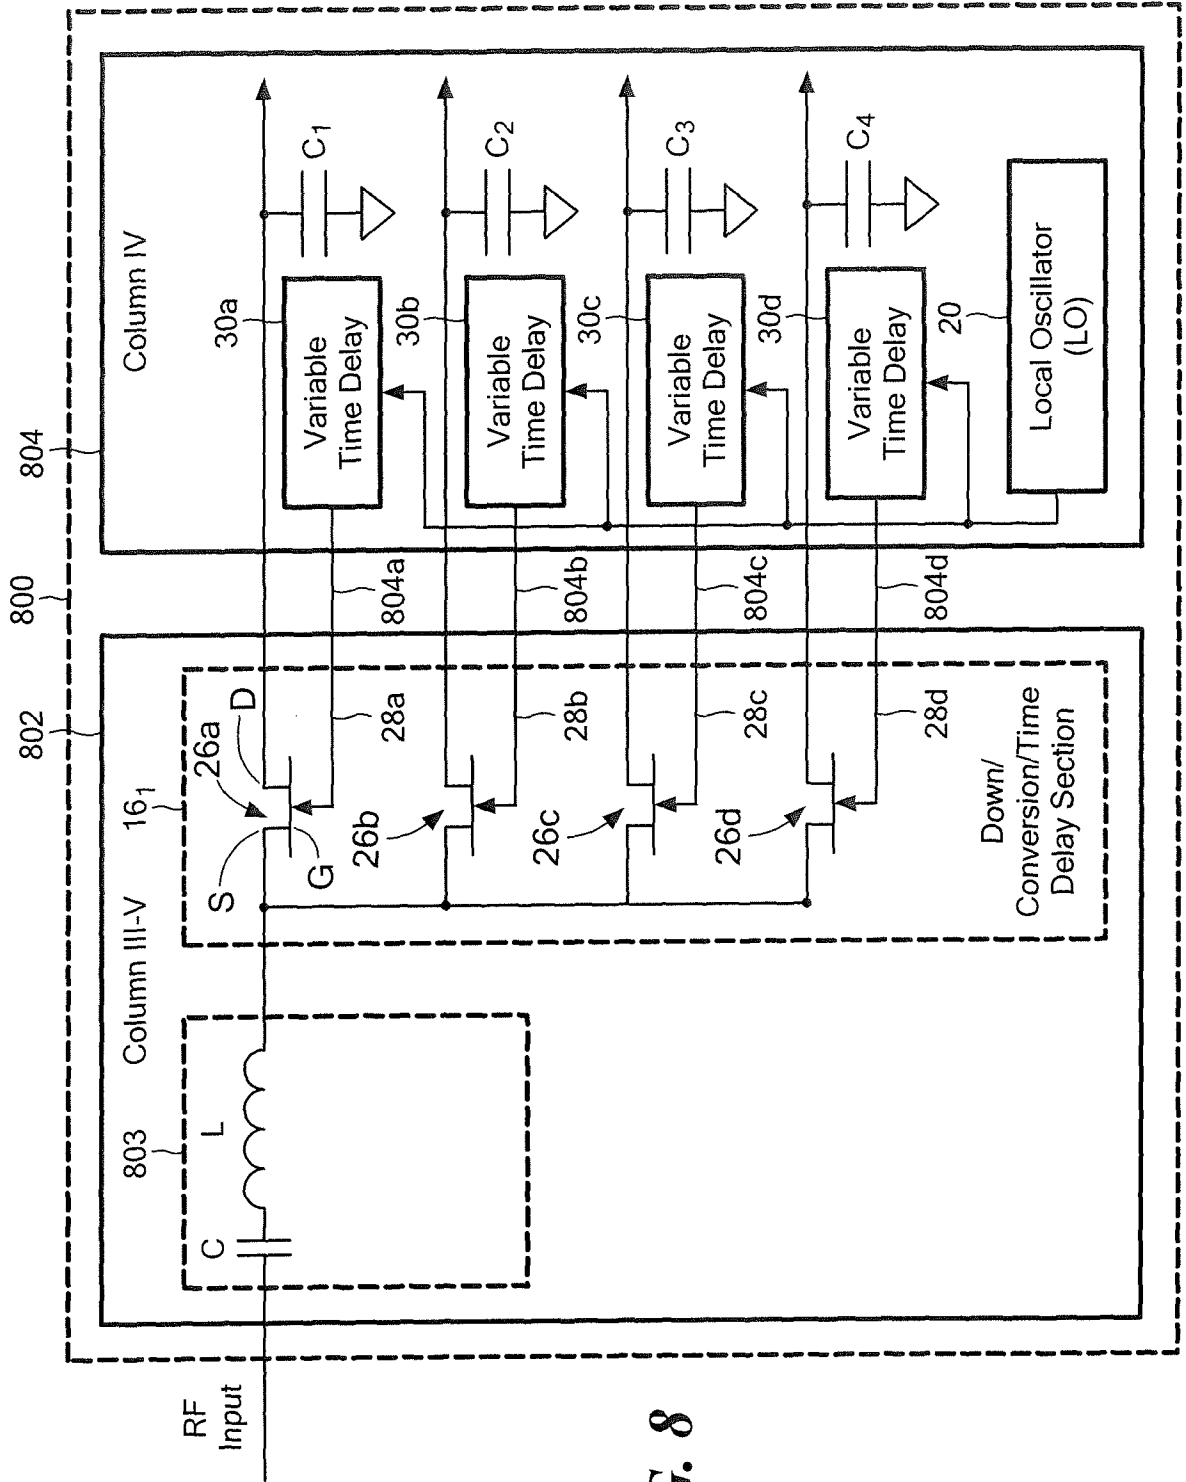 800
802
804
Column III-V
Column IV
803
16₁
C
L
RF
Input
S
G
D
26a
26b
26c
26d
28a
28b
28c
28d
804a
804b
804c
804d
30a
Variable
Time Delay
C₁
30b
Variable
Time Delay
C₂
30c
Variable
Time Delay
C₃
30d
Variable
Time Delay
C₄
20
Local Oscillator
(LO)
Down/
Conversion/Time
Delay Section
G. 8